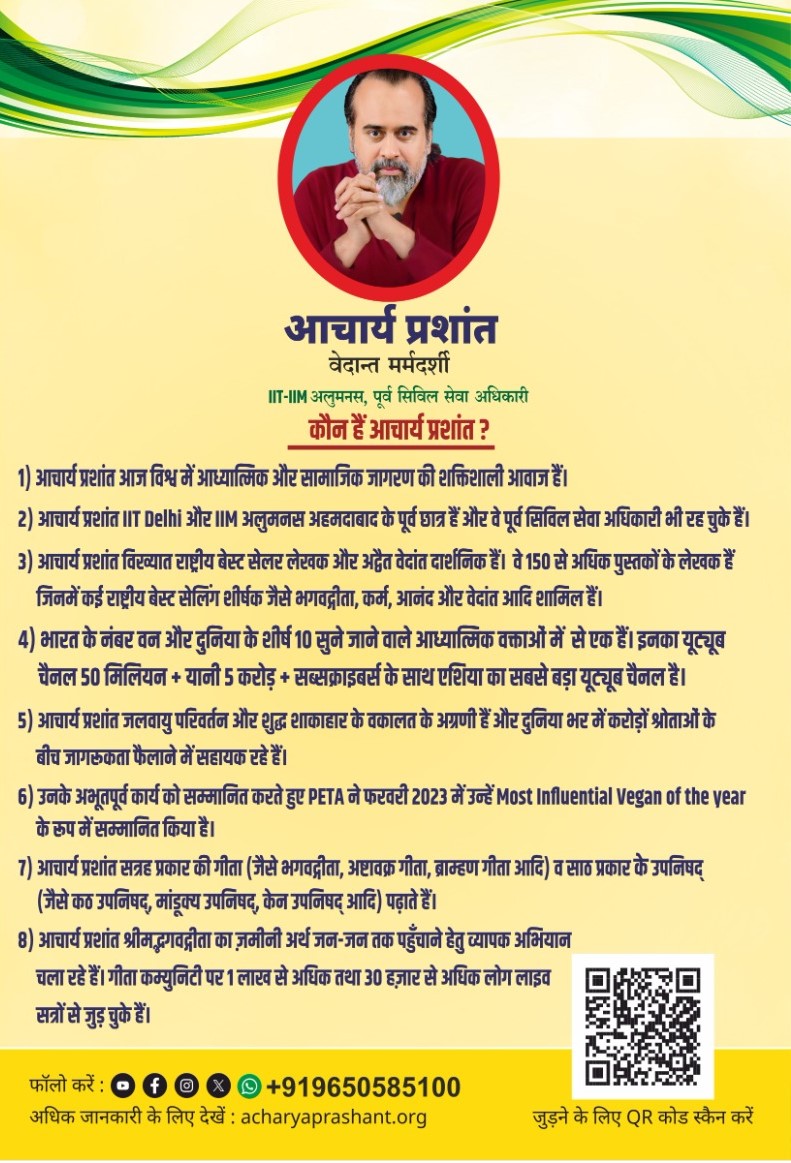 आचार्य प्रशांत
वेदान्त मर्मदर्शी
IIT-IIM अलुमनस, पूर्व सिविल सेवा अधिकारी
कौन हैं आचार्य प्रशांत ?
1) आचार्य प्रशांत आज विश्व में आध्यात्मिक और सामाजिक जागरण की शक्तिशाली आवाज हैं।
2) आचार्य प्रशांत IIT Delhi और IIM अलुमनस अहमदाबाद के पूर्व छात्र हैं और वे पूर्व सिविल सेवा अधिकारी भी रह चुके हैं।
3) आचार्य प्रशांत विख्यात राष्ट्रीय बेस्ट सेलर लेखक और अद्वैत वेदांत दार्शनिक हैं। वे 150 से अधिक पुस्तकों के लेखक हैं
जिनमें कई राष्ट्रीय बेस्ट सेलिंग शीर्षक जैसे भगवद्गीता, कर्म, आनंद और वेदांत आदि शामिल हैं।
4) भारत के नंबर वन और दुनिया के शीर्ष 10 सुने जाने वाले आध्यात्मिक वक्ताओं में से एक हैं। इनका यूट्यूब
चैनल 50 मिलियन + यानी 5 करोड़ + सब्सक्राइबर्स के साथ एशिया का सबसे बड़ा यूट्यूब चैनल है।
5) आचार्य प्रशांत जलवायु परिवर्तन और शुद्ध शाकाहार के वकालत के अग्रणी हैं और दुनिया भर में करोड़ों श्रोताओं के
बीच जागरूकता फैलाने में सहायक रहे हैं।
6) उनके अभूतपूर्व कार्य को सम्मानित करते हुए PETA ने फरवरी 2023 में उन्हें Most Influential Vegan of the year
के रूप में सम्मानित किया है।
7) आचार्य प्रशांत सत्रह प्रकार की गीता (जैसे भगवद्गीता, अष्टावक्र गीता, ब्राम्हण गीता आदि) व साठ प्रकार के उपनिषद्
(जैसे कठ उपनिषद्, मांडूक्य उपनिषद्, केन उपनिषद् आदि) पढ़ाते हैं।
8) आचार्य प्रशांत श्रीमद्भगवद्गीता का ज़मीनी अर्थ जन-जन तक पहुँचाने हेतु व्यापक अभियान
चला रहे हैं। गीता कम्युनिटी पर 1 लाख से अधिक तथा 30 हज़ार से अधिक लोग लाइव
सत्रों से जुड़ चुके हैं।
फॉलो करें : +919650585100
अधिक जानकारी के लिए देखें : acharyaprashant.org
जुड़ने के लिए QR कोड स्कैन करें